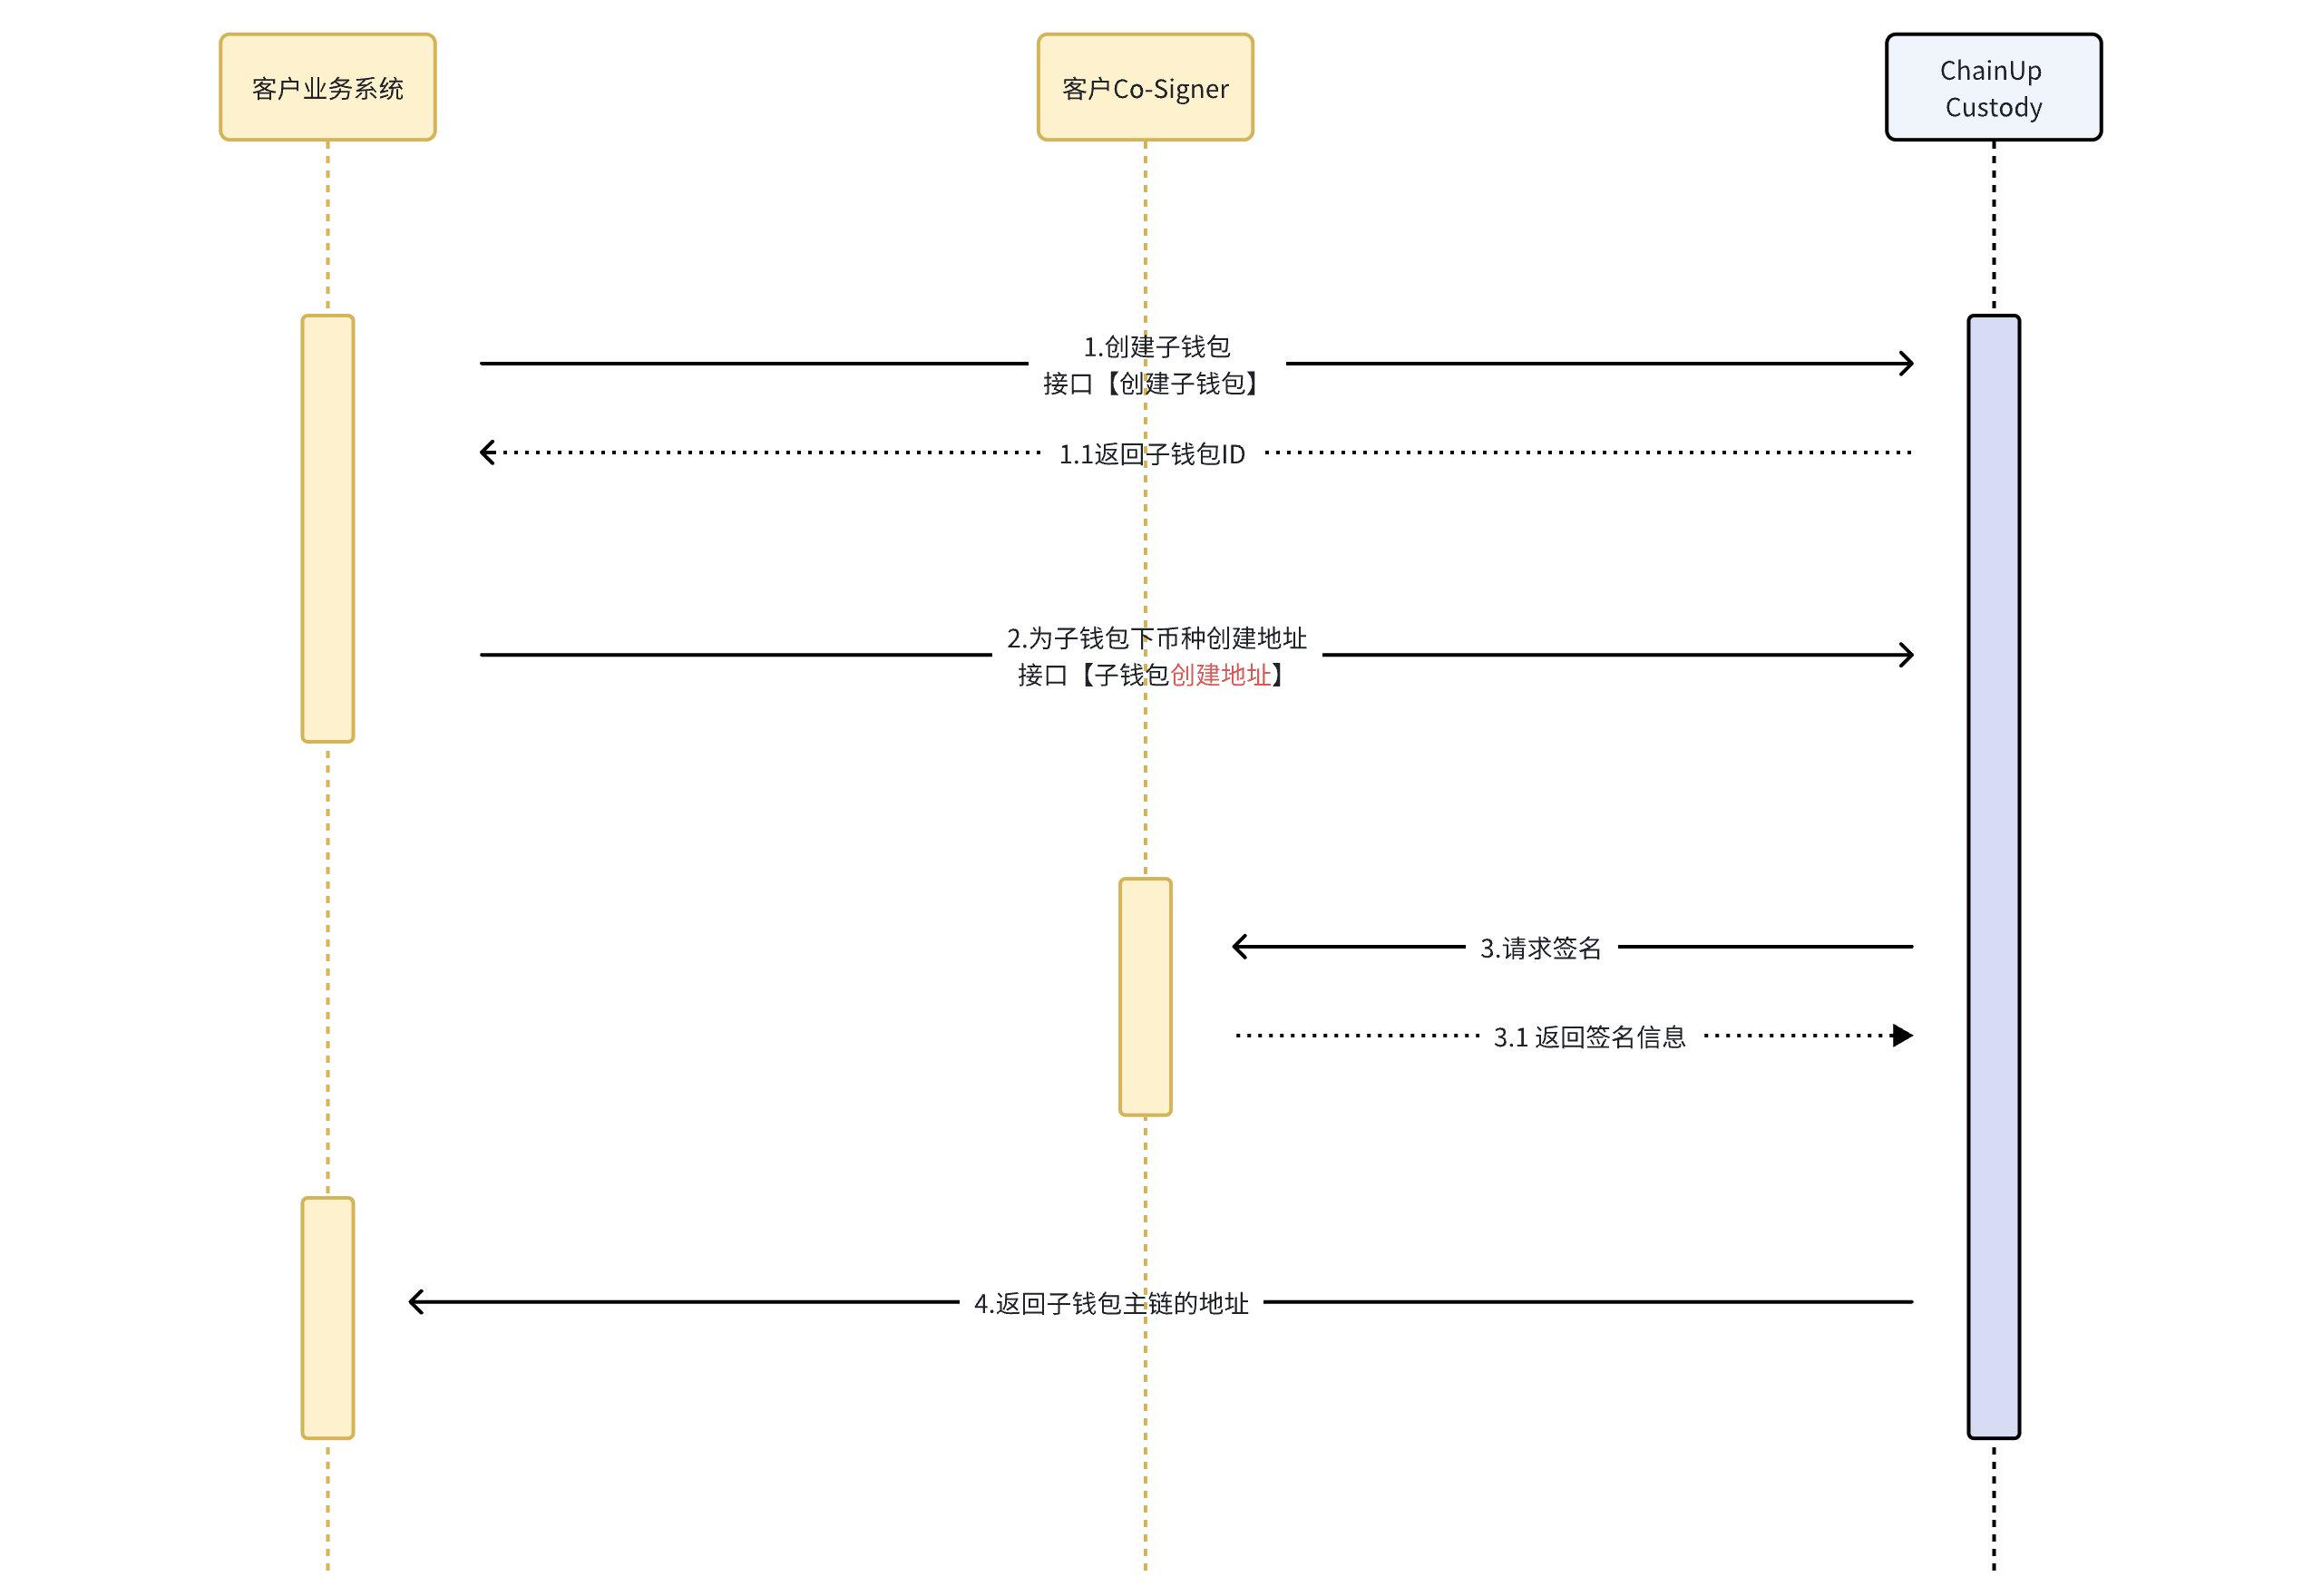 客户业务系统
客户Co-Signer
ChainUp
Custody
1.创建子钱包
接口【创建子钱包】
1.1返回子钱包ID
2.为子钱包下币种创建地址
接口【子钱包创建地址】
3.请求签名
3.1 返回签名信息
4.返回子钱包主链的地址